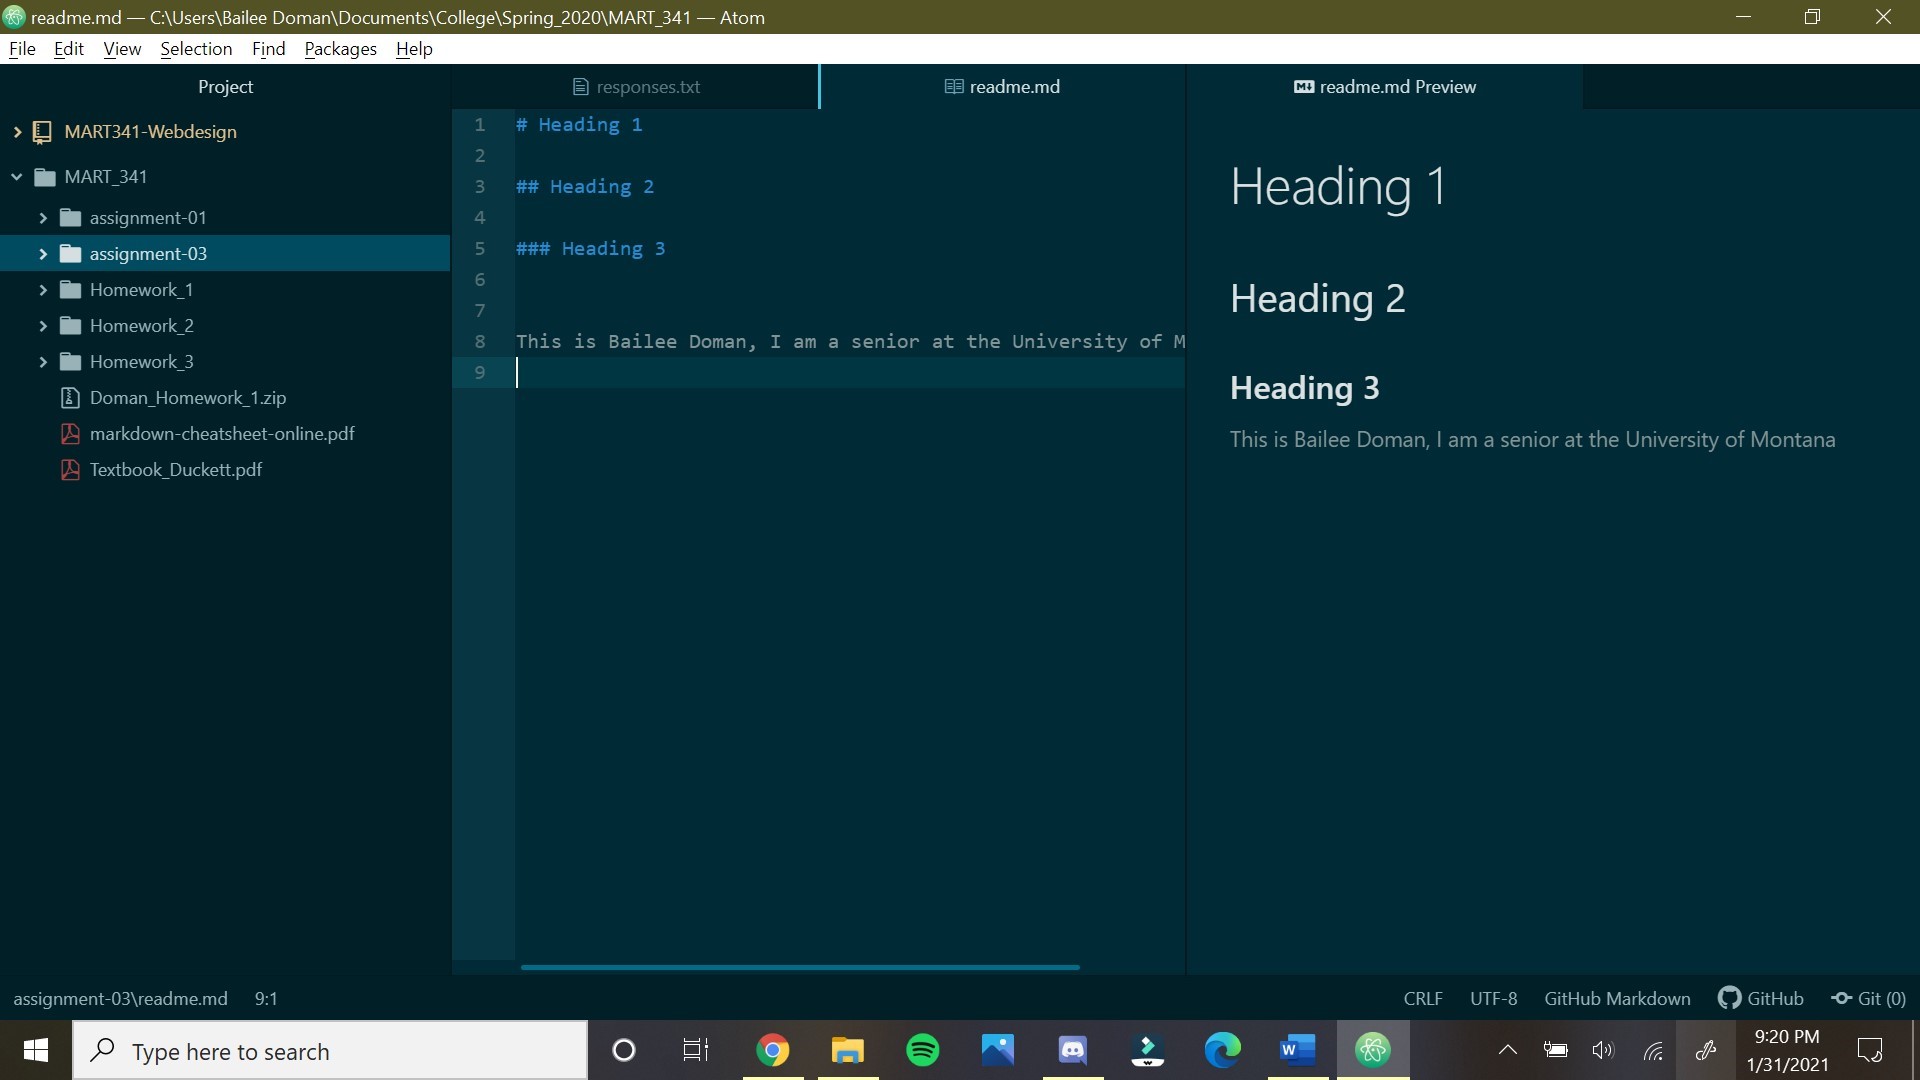 readme.md — C:\Users\Bailee Doman\Documents\College\Spring_2020\MART_341 — Atom
File Edit View Selection Find Packages Help
Project
MART341-Webdesign
MART_341
assignment-01
assignment-03
Homework_1
Homework_2
Homework_3
Doman_Homework_1.zip
markdown-cheatsheet-online.pdf
Textbook_Duckett.pdf
responses.txt
readme.md
1 # Heading 1
2
3 ## Heading 2
4
5 ### Heading 3
6
7
8 This is Bailee Doman, I am a senior at the University of M
9
readme.md Preview
Heading 1
Heading 2
Heading 3
This is Bailee Doman, I am a senior at the University of Montana
assignment-03\readme.md 9:1
CRLF UTF-8 GitHub Markdown GitHub Git (0)
Type here to search
9:20 PM
1/31/2021